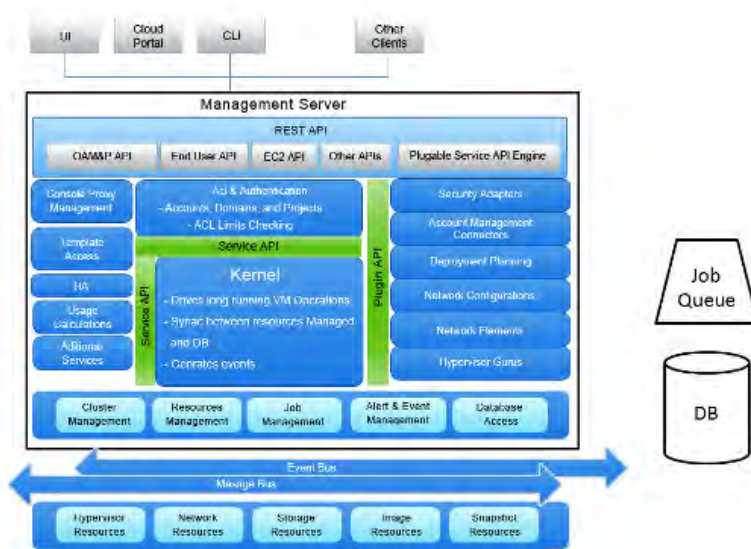 UI
Cloud
Portal
CLI
Other
Clients
Management Server
REST API
OAM&P API
End User API
EC2 API
Other APIs
Plugable Service API Engine
Console Proxy
Management
Template
Access
HA
Usage
Calculations
Aditional
Services
Acl & Authentication
- Accounts, Domains, and Projects
- ACL Limits Checking
Service API
Service API
Kernel
- Drives long running VM Operations
- Synac between resources Managed
and DB
- Genrates events
Plugin API
Security Adapters
Account Management
Connectors
Deployment Planning
Network Configurations
Network Elements
Hypervisor Gurus
Cluster
Management
Resources
Management
Job
Management
Alert & Event
Management
Database
Access
Event Bus
Message Bus
Hypervisor
Resources
Network
Resources
Storage
Resources
Image
Resources
Snapshot
Resources
Job
Queue
DB